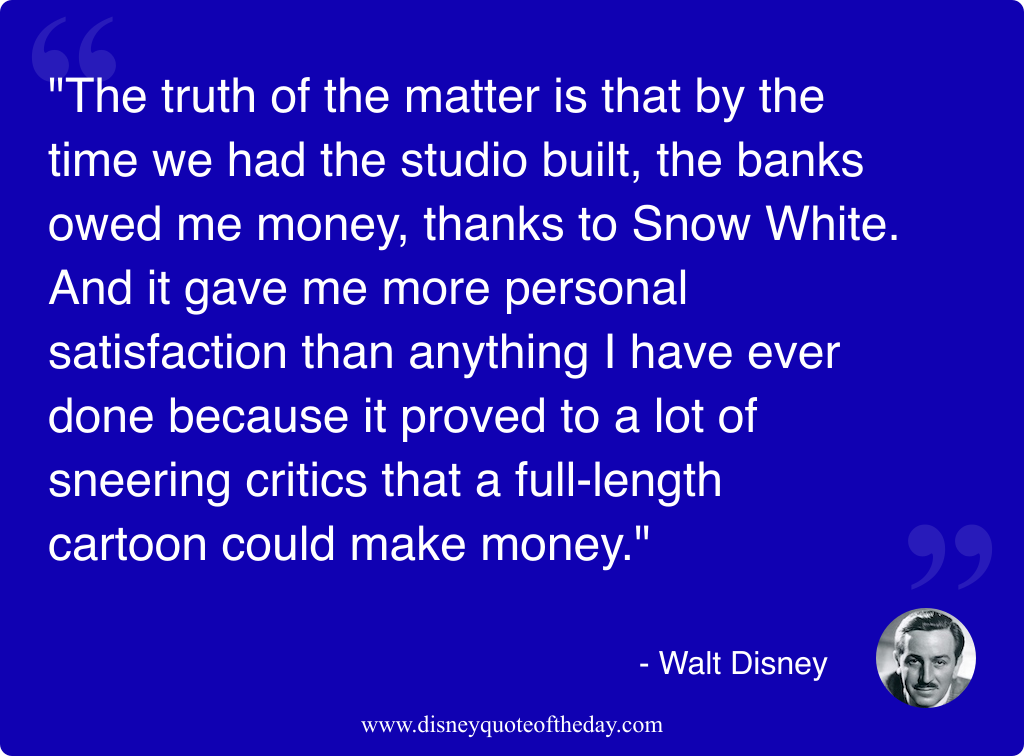 "The truth of the matter is that by the
time we had the studio built, the banks
owed me money, thanks to Snow White.
And it gave me more personal
satisfaction than anything I have ever
done because it proved to a lot of
sneering critics that a full-length
cartoon could make money."
- Walt Disney
www.disneyquoteoftheday.com